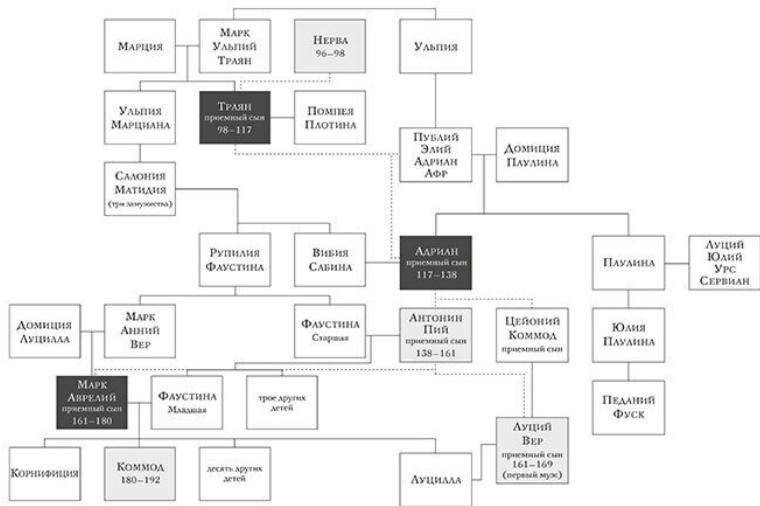 Марция
Марк
Ульпий
Траян
Нерва
96–98
Ульпия
Ульпия
Марциана
Траян
приемный сын
98–117
Помпея
Плотина
Публий
Элий
Адриан
Афр
Домиция
Паулина
Салония
Матидия
(три замужества)
Рупилия
Фаустина
Вибия
Сабина
Адриан
приемный сын
117–138
Паулина
Луций
Юлий
Урс
Сервиан
Домиция
Луцилла
Марк
Анний
Вер
Фаустина
Старшая
Антонин
Пий
приемный сын
138–161
Цейоний
Коммод
приемный сын
Юлия
Паулина
Марк
Аврелий
приемный сын
161–180
Фаустина
Младшая
трое других
детей
Педаний
Фуск
Корнифиция
Коммод
180–192
десять других
детей
Луцилла
Луций
Вер
приемный сын
161–169
(первый муж)